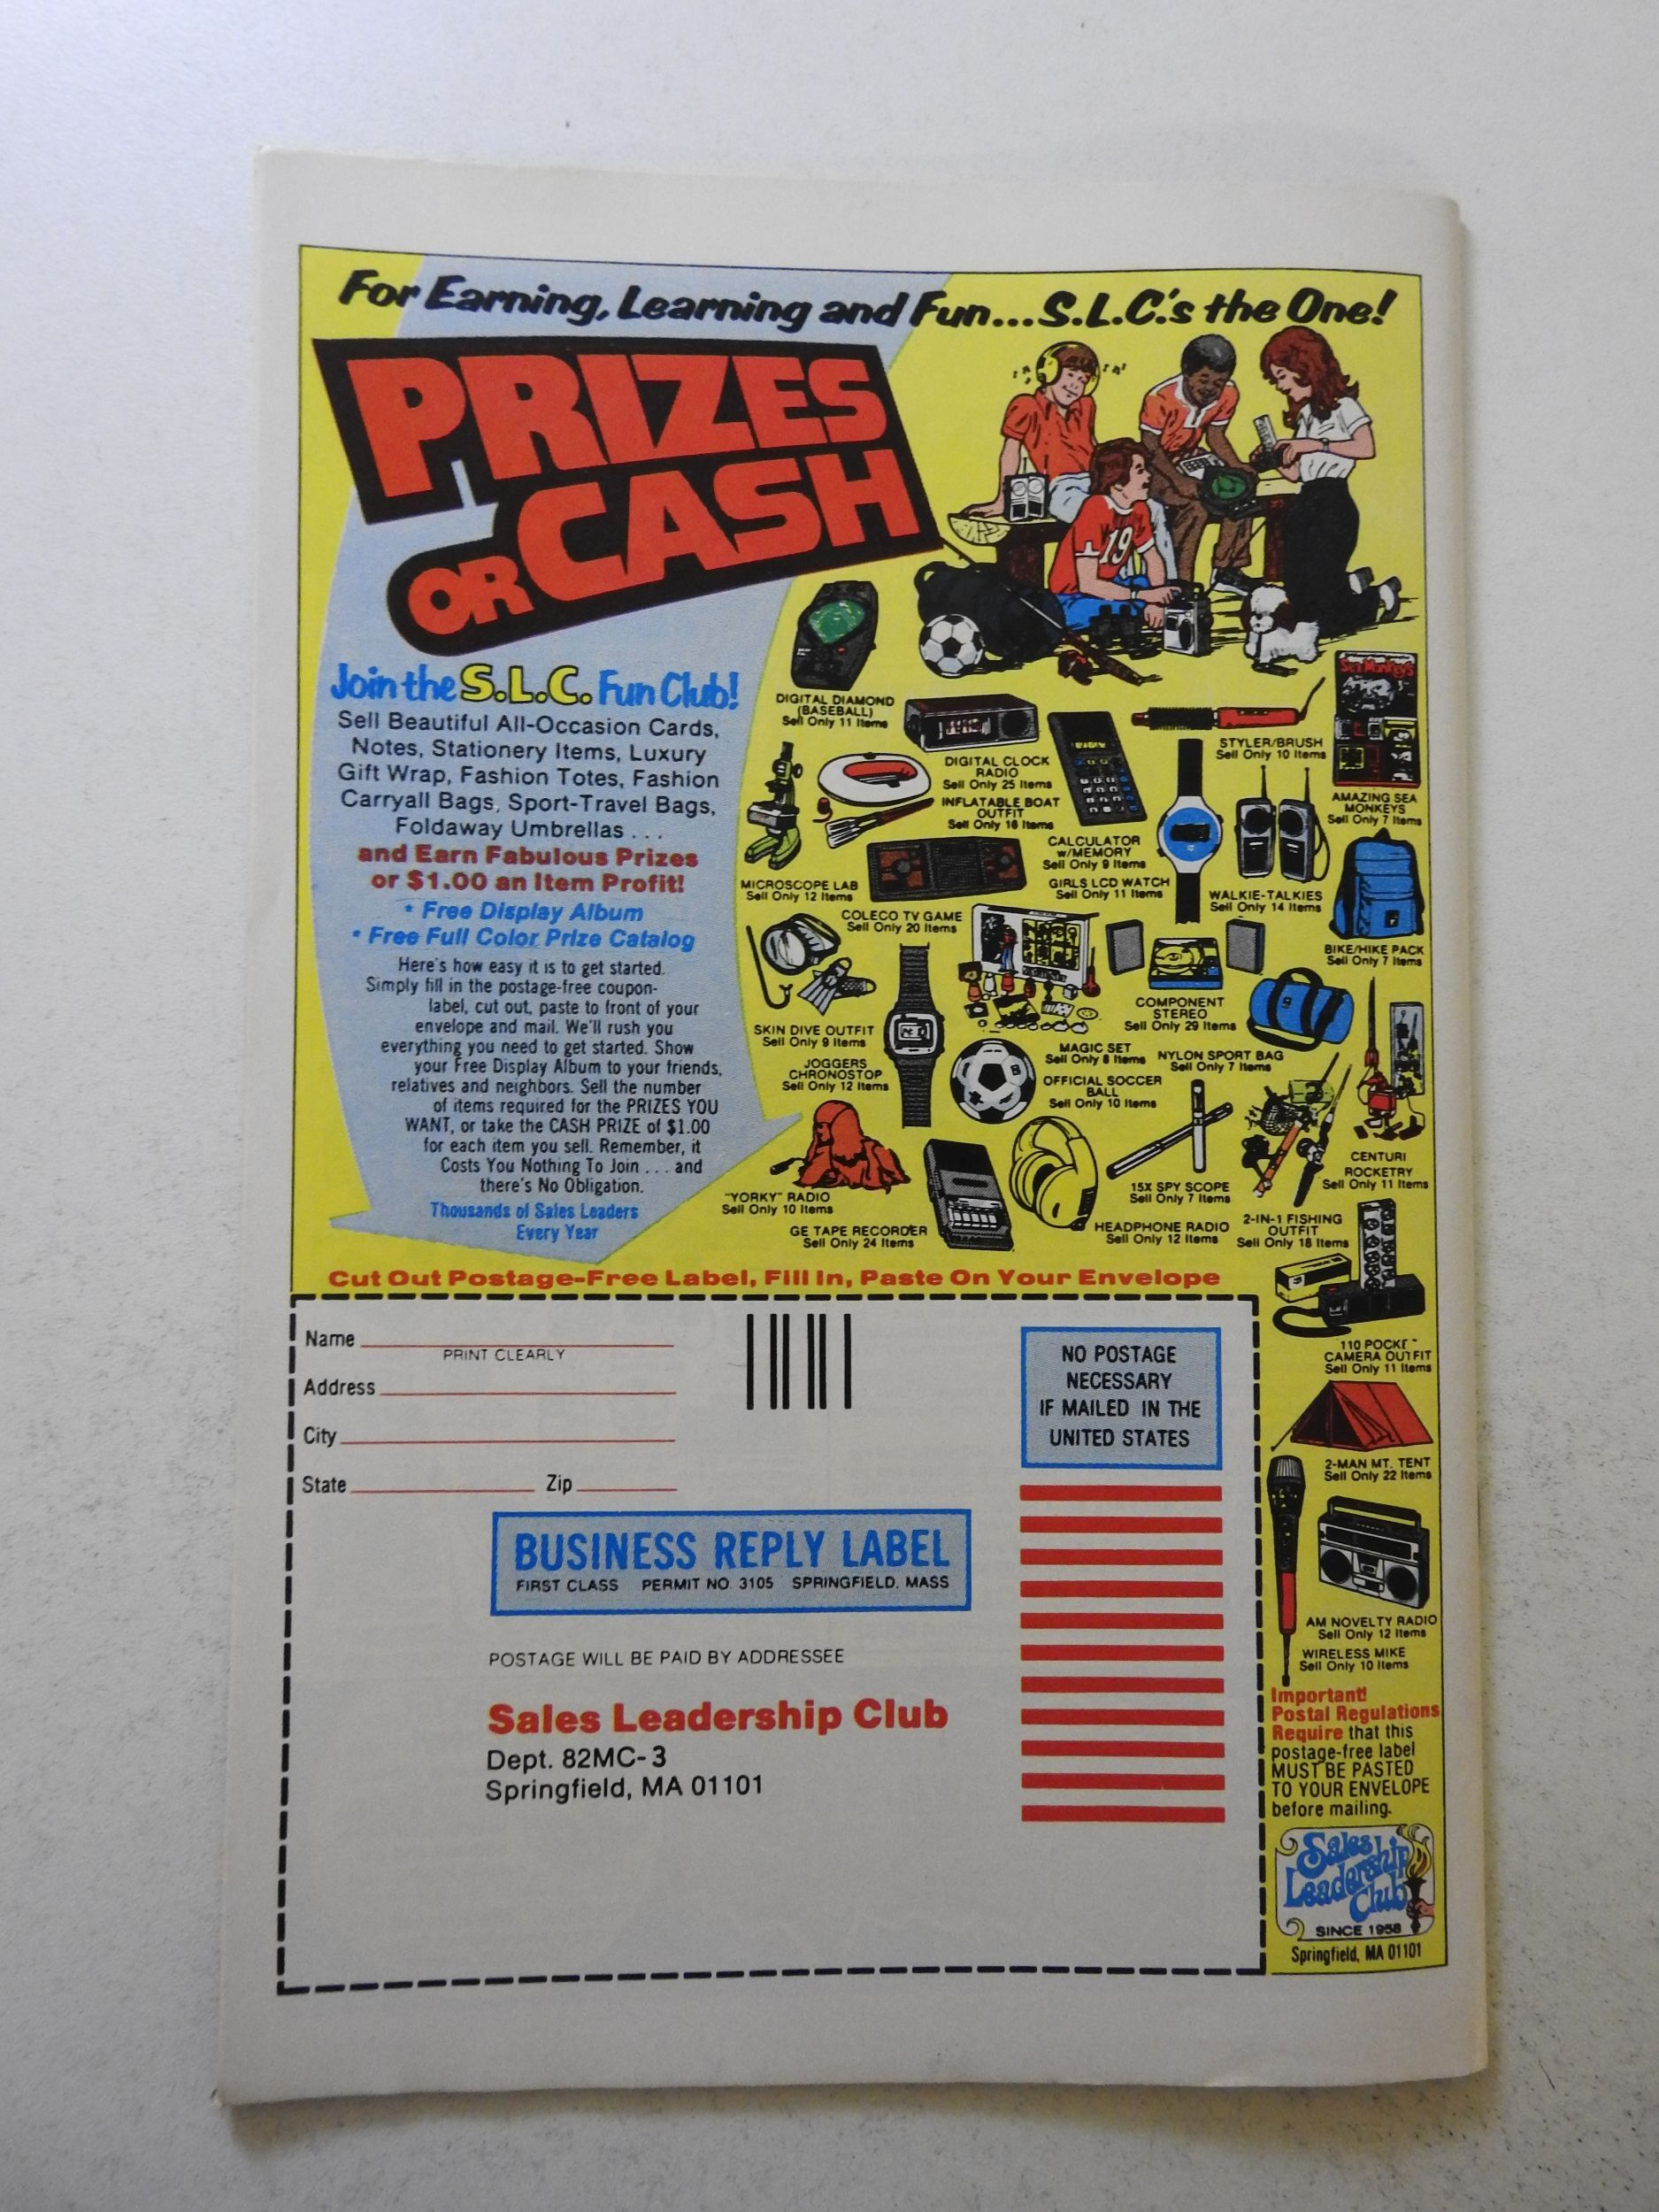 For Earning, Learning and Fun...S.L.C.'s the One!
PRIZES
OR CASH
Join the S.L.C. Fun Club!
Sell Beautiful All-Occasion Cards,
Notes, Stationery Items, Luxury
Gift Wrap, Fashion Totes, Fashion
Carryall Bags, Sport-Travel Bags,
Foldaway Umbrellas . . .
and Earn Fabulous Prizes
or $1.00 an Item Profit!
* Free Display Album
* Free Full Color Prize Catalog
Here's how easy it is to get started.
Simply fill in the postage-free coupon-
label, cut out, paste to front of your
envelope and mail. We'll rush you
everything you need to get started. Show
your Free Display Album to your friends,
relatives and neighbors. Sell the number
of items required for the PRIZES YOU
WANT, or take the CASH PRIZE of $1.00
for each item you sell. Remember, it
Costs You Nothing To Join . . . and
there's No Obligation.
Thousands of Sales Leaders
Every Year
19
DIGITAL DIAMOND
(BASEBALL)
Sell Only 11 Items
DIGITAL CLOCK
RADIO
Sell Only 25 Items
STYLER/BRUSH
Sell Only 10 Items
Sea Monkeys
AMAZING SEA
MONKEYS
Sell Only 7 Items
INFLATABLE BOAT
OUTFIT
Sell Only 16 Items
CALCULATOR
w/MEMORY
Sell Only 9 Items
MICROSCOPE LAB
Sell Only 12 Items
GIRLS LCD WATCH
Sell Only 11 Items
WALKIE-TALKIES
Sell Only 14 Items
COLECO TV GAME
Sell Only 20 Items
BIKE/HIKE PACK
Sell Only 7 Items
SKIN DIVE OUTFIT
Sell Only 9 Items
COMPONENT
STEREO
Sell Only 29 Items
MAGIC SET
Sell Only 8 Items
NYLON SPORT BAG
Sell Only 7 Items
JOGGERS
CHRONOSTOP
Sell Only 12 Items
OFFICIAL SOCCER
BALL
Sell Only 10 Items
CENTURI
ROCKETRY
Sell Only 11 Items
"YORKY" RADIO
Sell Only 10 Items
15X SPY SCOPE
Sell Only 7 Items
GE TAPE RECORDER
Sell Only 24 Items
HEADPHONE RADIO
Sell Only 12 Items
2-IN-1 FISHING
OUTFIT
Sell Only 18 Items
110 POCKET
CAMERA OUTFIT
Sell Only 11 Items
2-MAN MT. TENT
Sell Only 22 Items
AM NOVELTY RADIO
Sell Only 12 Items
WIRELESS MIKE
Sell Only 10 Items
Important!
Postal Regulations
Require that this
postage-free label
MUST BE PASTED
TO YOUR ENVELOPE
before mailing.
Sales
Leadership
Club
SINCE 1958
Springfield, MA 01101
Cut Out Postage-Free Label, Fill In, Paste On Your Envelope
Name
PRINT CLEARLY
Address
City
State Zip
NO POSTAGE
NECESSARY
IF MAILED IN THE
UNITED STATES
BUSINESS REPLY LABEL
FIRST CLASS PERMIT NO. 3105 SPRINGFIELD, MASS
POSTAGE WILL BE PAID BY ADDRESSEE
Sales Leadership Club
Dept. 82MC-3
Springfield, MA 01101